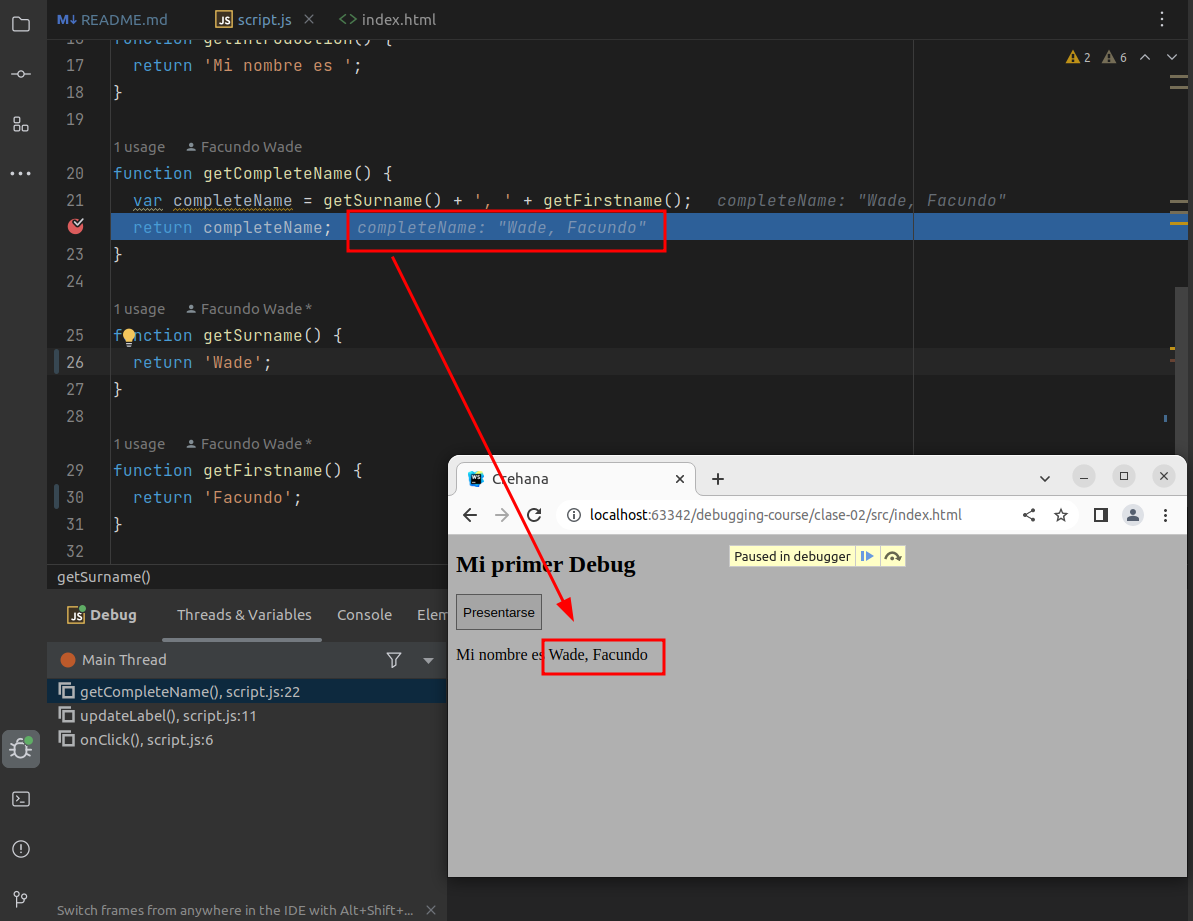 README.md
script.js
index.html
function getIntroduction() {
2
6
17 return 'Mi nombre es ';
18 }
19
1 usage Facundo Wade
20 function getCompleteName() {
21 var completeName = getSurname() + ', ' + getFirstname(); completeName: "Wade, Facundo"
return completeName; completeName: "Wade, Facundo"
23 }
24
1 usage Facundo Wade *
25 function getSurname() {
26 return 'Wade';
27 }
28
1 usage Facundo Wade *
29 function getFirstname() {
30 return 'Facundo';
31 }
32
getSurname()
Debug
Threads & Variables
Console
Elem
Main Thread
getCompleteName(), script.js:22
updateLabel(), script.js:11
onClick(), script.js:6
Switch frames from anywhere in the IDE with Alt+Shift+...
Crehana
localhost:63342/debugging-course/clase-02/src/index.html
Paused in debugger
Mi primer Debug
Presentarse
Mi nombre es Wade, Facundo